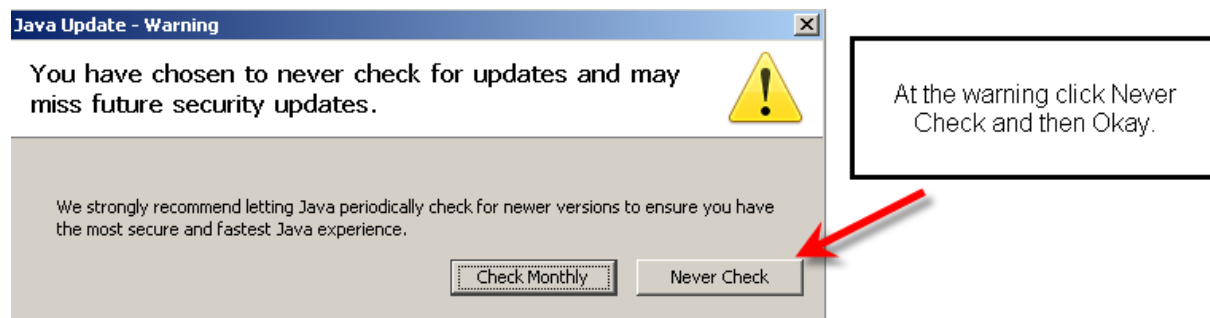 Java Update - Warning
You have chosen to never check for updates and may
miss future security updates.
At the warning click Never
Check and then Okay.
We strongly recommend letting Java periodically check for newer versions to ensure you have
the most secure and fastest Java experience.
Check Monthly
Never Check